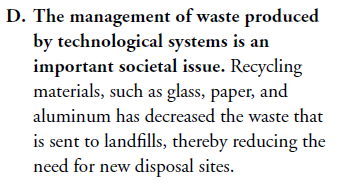 D. The management of waste produced
by technological systems is an
important societal issue. Recycling
materials, such as glass, paper, and
aluminum has decreased the waste that
is sent to landfills, thereby reducing the
need for new disposal sites.